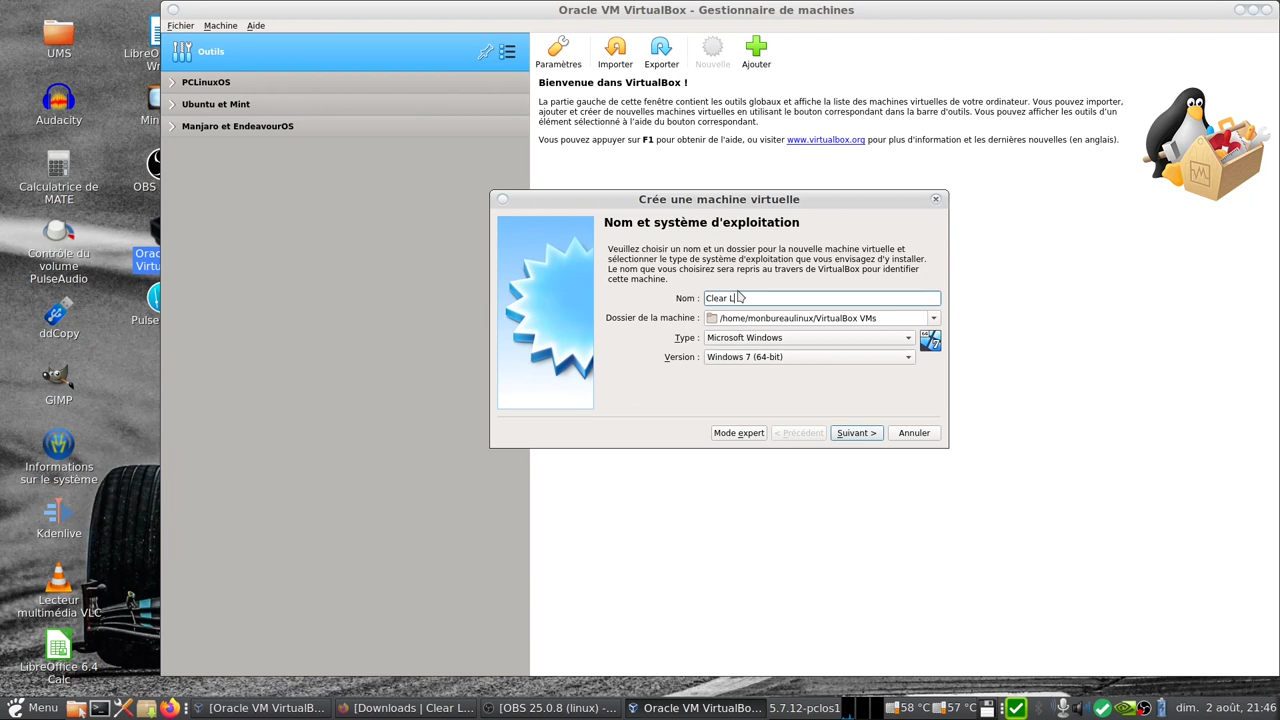 Oracle VM VirtualBox - Gestionnaire de machines
Fichier Machine Aide
Outils
PCLinuxOS
Ubuntu et Mint
Manjaro et EndeavourOS
Paramètres
Importer
Exporter
Nouvelle
Ajouter
Bienvenue dans VirtualBox !
La partie gauche de cette fenêtre contient les outils globaux et affiche la liste des machines virtuelles de votre ordinateur. Vous pouvez importer,
ajouter et créer de nouvelles machines virtuelles en utilisant le bouton correspondant dans la barre d'outils. Vous pouvez afficher les outils d'un
élément sélectionné à l'aide du bouton correspondant.
Vous pouvez appuyer sur F1 pour obtenir de l'aide, ou visiter www.virtualbox.org pour plus d'information et les dernières nouvelles (en anglais).
Crée une machine virtuelle
Nom et système d'exploitation
Veuillez choisir un nom et un dossier pour la nouvelle machine virtuelle et
sélectionner le type de système d'exploitation que vous envisagez d'y installer.
Le nom que vous choisirez sera repris au travers de VirtualBox pour identifier
cette machine.
Nom : Clear L
Dossier de la machine : /home/monbureaulinux/VirtualBox VMs
Type : Microsoft Windows
Version : Windows 7 (64-bit)
Mode expert < Précédent Suivant > Annuler
UMS
Audacity
Calculatrice de
MATE
Contrôle du
volume
PulseAudio
ddCopy
GIMP
Informations
sur le système
Kdenlive
Lecteur
multimédia VLC
LibreOffice 6.4
Calc
LibreO
Wr
Min
OBS
Orac
Virtu
Pulse
Menu
[Oracle VM VirtualB...
[Downloads | Clear L...
[OBS 25.0.8 (linux) -...
Oracle VM VirtualBo...
5.7.12-pclos1
58 °C
57 °C
dim. 2 août, 21:46